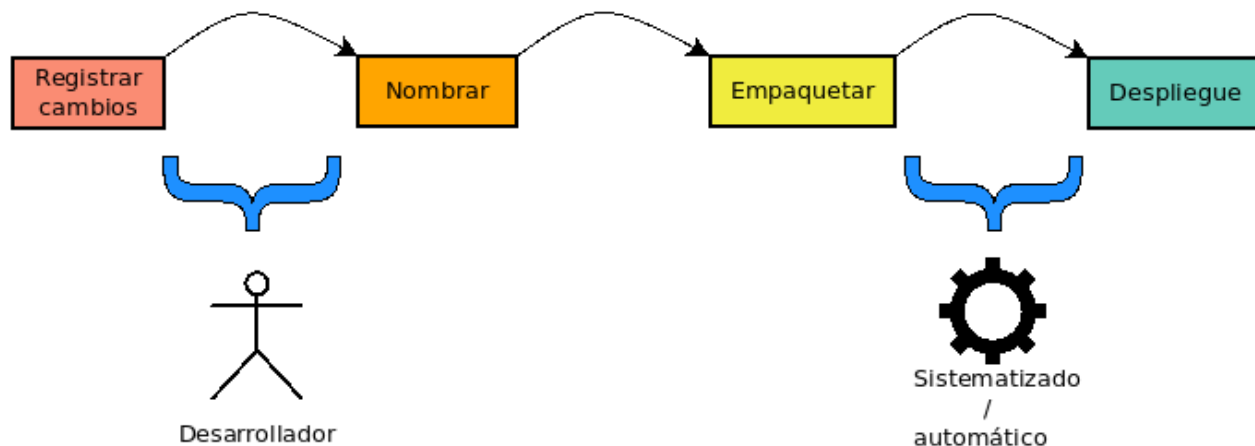 Registrar
cambios
Nombrar
Empaquetar
Despliegue
Desarrollador
Sistematizado
/
automático